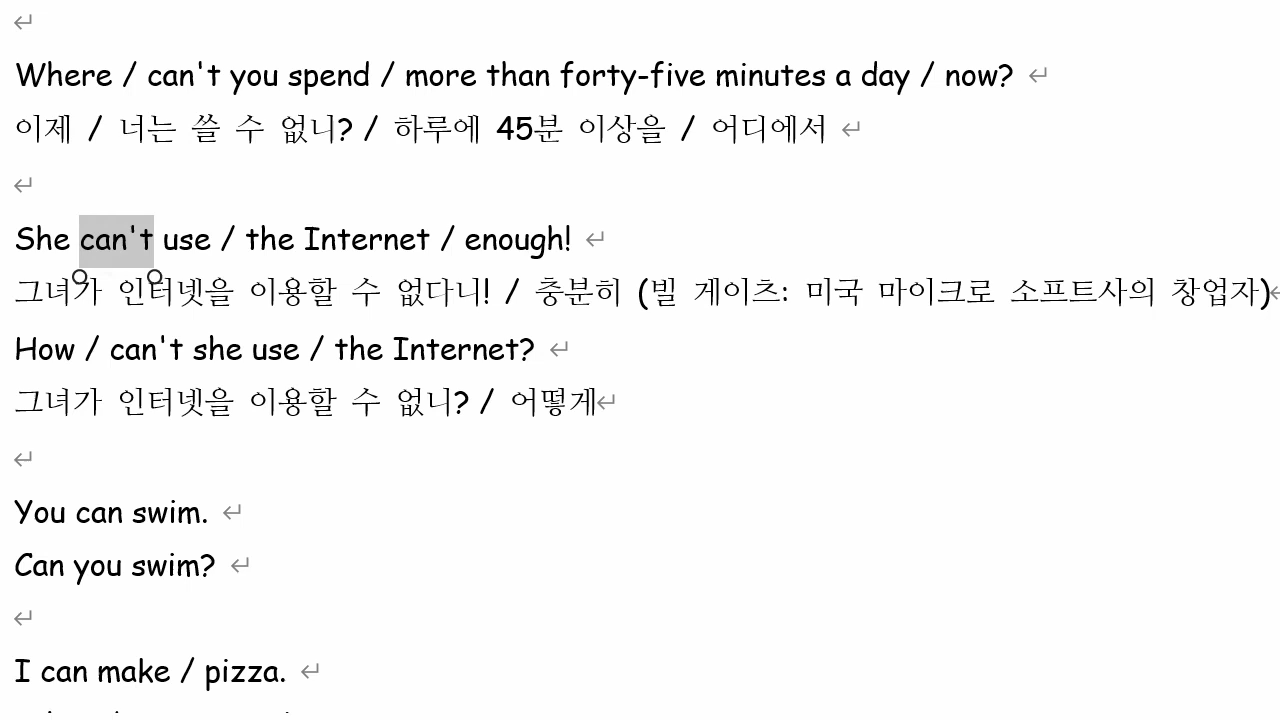 Where / can't you spend / more than forty-five minutes a day / now?
이제 / 너는 쓸 수 없니? / 하루에 45분 이상을 / 어디에서
She can't use / the Internet / enough!
그녀가 인터넷을 이용할 수 없다니! / 충분히 (빌 게이츠: 미국 마이크로 소프트사의 창업자)
How / can't she use / the Internet?
그녀가 인터넷을 이용할 수 없니? / 어떻게
You can swim.
Can you swim?
I can make / pizza.